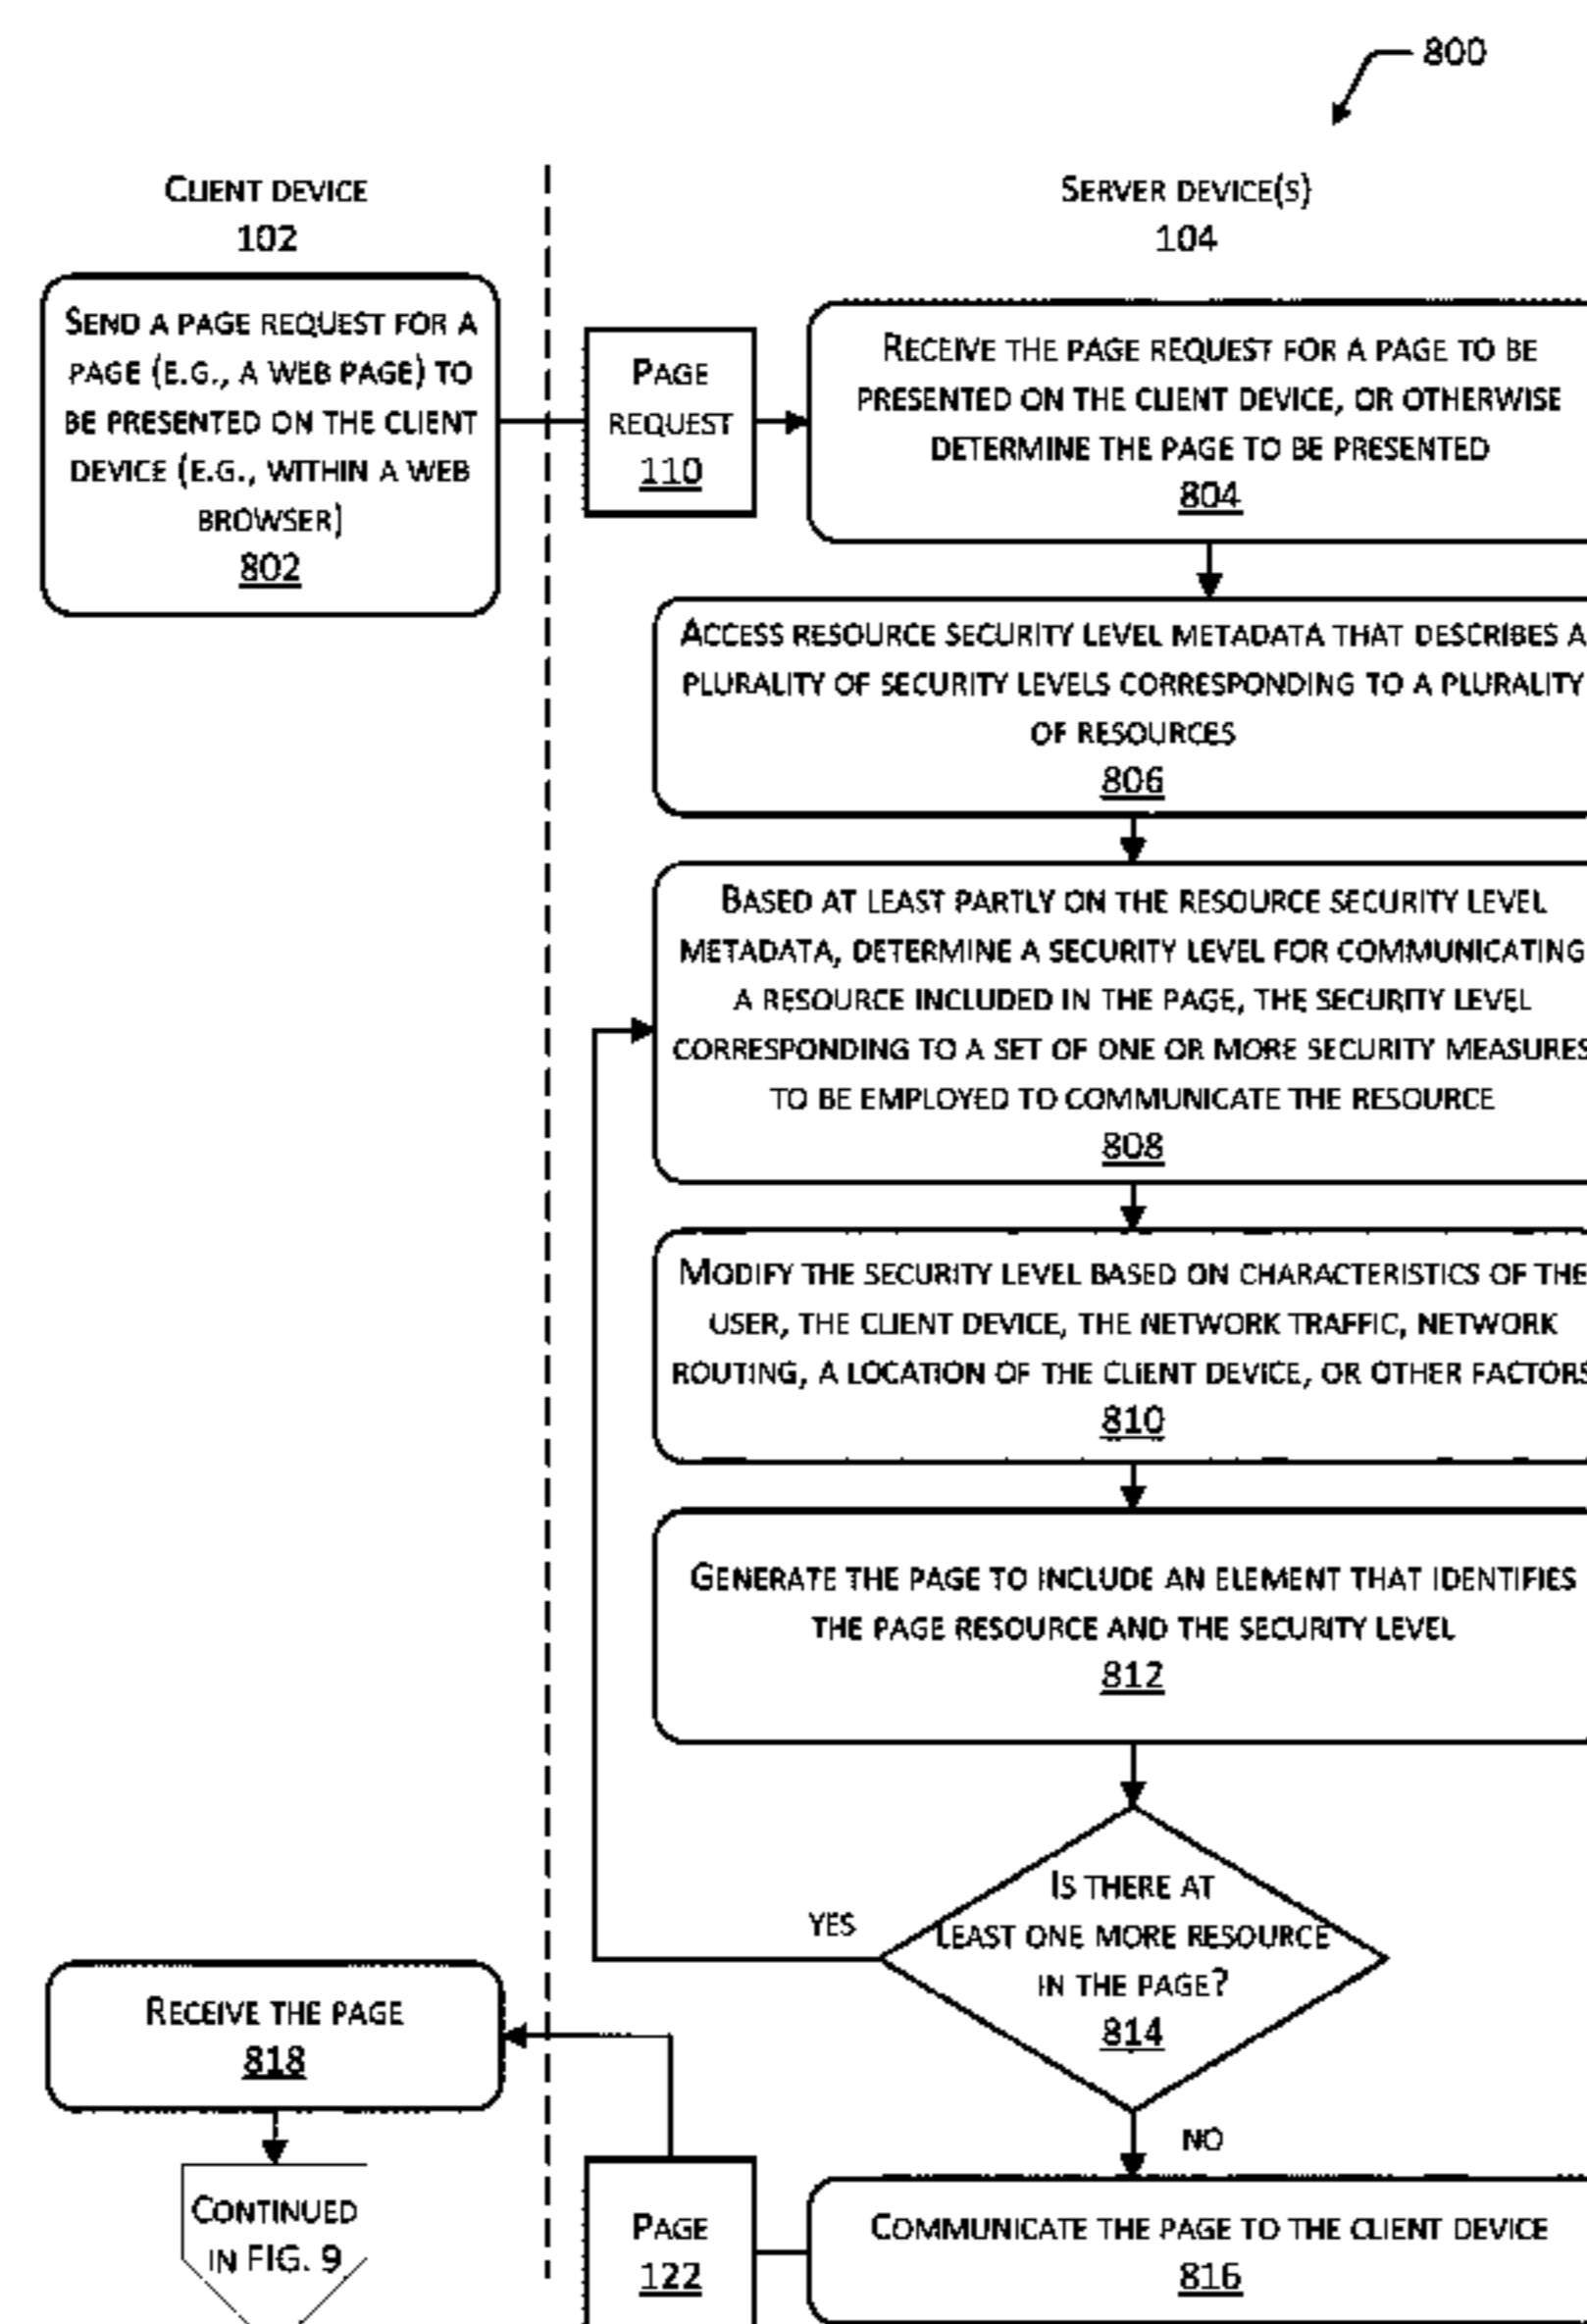 800
CLIENT DEVICE
102
SERVER DEVICE(S)
104
SEND A PAGE REQUEST FOR A
PAGE (E.G., A WEB PAGE) TO
BE PRESENTED ON THE CLIENT
DEVICE (E.G., WITHIN A WEB
BROWSER)
802
PAGE
REQUEST
110
RECEIVE THE PAGE REQUEST FOR A PAGE TO BE
PRESENTED ON THE CLIENT DEVICE, OR OTHERWISE
DETERMINE THE PAGE TO BE PRESENTED
804
ACCESS RESOURCE SECURITY LEVEL METADATA THAT DESCRIBES A
PLURALITY OF SECURITY LEVELS CORRESPONDING TO A PLURALITY
OF RESOURCES
806
BASED AT LEAST PARTLY ON THE RESOURCE SECURITY LEVEL
METADATA, DETERMINE A SECURITY LEVEL FOR COMMUNICATING
A RESOURCE INCLUDED IN THE PAGE, THE SECURITY LEVEL
CORRESPONDING TO A SET OF ONE OR MORE SECURITY MEASURES
TO BE EMPLOYED TO COMMUNICATE THE RESOURCE
808
MODIFY THE SECURITY LEVEL BASED ON CHARACTERISTICS OF THE
USER, THE CLIENT DEVICE, THE NETWORK TRAFFIC, NETWORK
ROUTING, A LOCATION OF THE CLIENT DEVICE, OR OTHER FACTORS
810
GENERATE THE PAGE TO INCLUDE AN ELEMENT THAT IDENTIFIES
THE PAGE RESOURCE AND THE SECURITY LEVEL
812
IS THERE AT
LEAST ONE MORE RESOURCE
IN THE PAGE?
814
YES
NO
RECEIVE THE PAGE
818
CONTINUED
IN FIG. 9
PAGE
122
COMMUNICATE THE PAGE TO THE CLIENT DEVICE
816